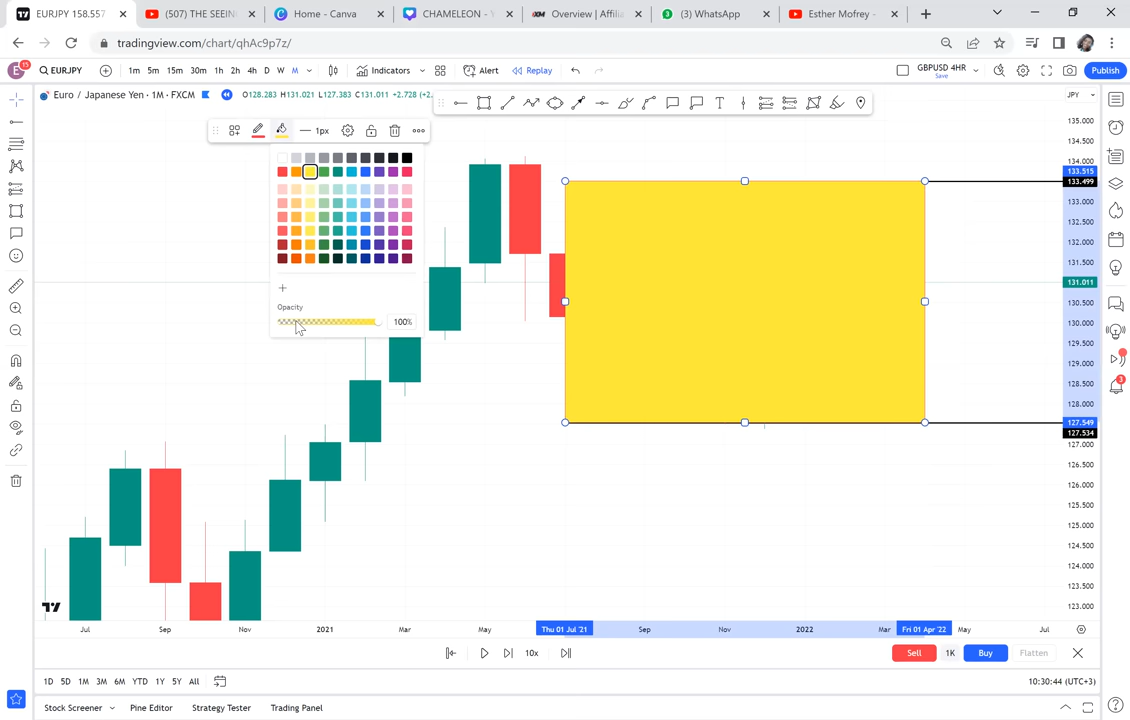 EURJPY 158.557
(507) THE SEEIN
Home - Canva
CHAMELEON - Y
Overview | Affilia
(3) WhatsApp
Esther Mofrey -
tradingview.com/chart/qhAc9p7z/
E
15
EURJPY
1m 5m 15m 30m 1h 2h 4h D W M
Indicators
Alert
Replay
GBPUSD 4HR
Save
Publish
Euro / Japanese Yen · 1M · FXCM
O128.283 H131.021 L127.383 C131.011 +2.728 (+2.
JPY
1px
T
135.000
134.500
134.000
133.515
133.499
133.000
132.500
132.000
131.500
131.011
130.500
130.000
129.500
129.000
128.500
128.000
127.549
127.534
127.000
126.500
126.000
125.500
125.000
124.500
124.000
123.500
123.000
Opacity
100%
3
Jul
Sep
Nov
2021
Mar
May
Thu 01 Jul '21
Sep
Nov
2022
Mar
Fri 01 Apr '22
May
Jul
10x
Sell
1K
Buy
Flatten
1D 5D 1M 3M 6M YTD 1Y 5Y All
10:30:44 (UTC+3)
Stock Screener
Pine Editor
Strategy Tester
Trading Panel